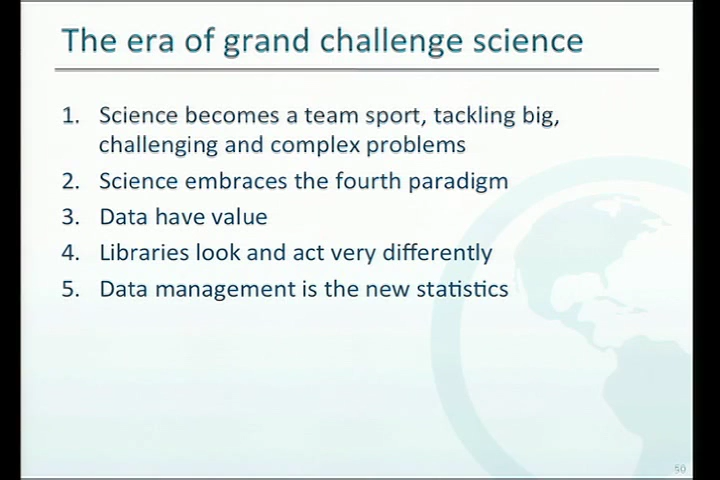 The era of grand challenge science
1. Science becomes a team sport, tackling big,
challenging and complex problems
2. Science embraces the fourth paradigm
3. Data have value
4. Libraries look and act very differently
5. Data management is the new statistics
50